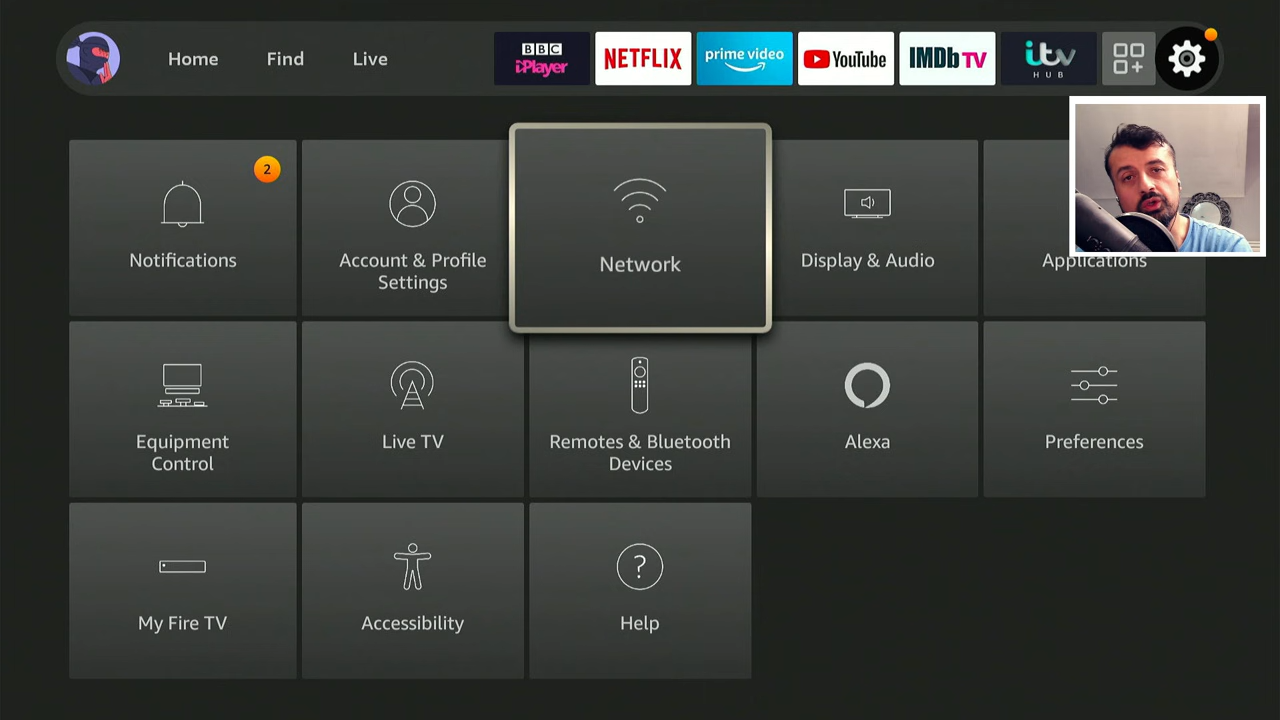 Home Find Live
BBC
iPLAYER
NETFLIX
prime video
YouTube
IMDb TV
itv
HUB
2
Notifications
Account & Profile
Settings
Network
Display & Audio
Applications
Equipment
Control
Live TV
Remotes & Bluetooth
Devices
Alexa
Preferences
My Fire TV
Accessibility
?
Help